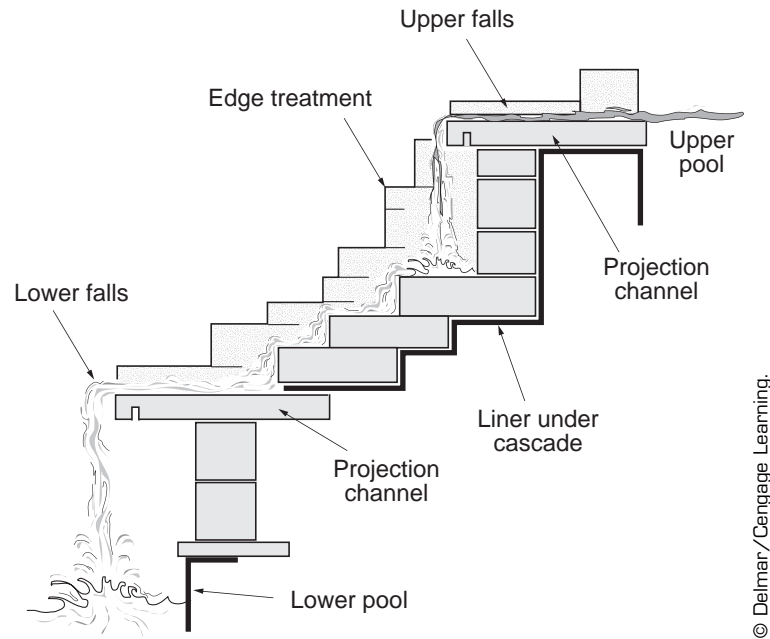 Upper falls
Edge treatment
Upper
pool
Projection
channel
Lower falls
Liner under
cascade
Projection
channel
Lower pool
© Delmar/Cengage Learning.